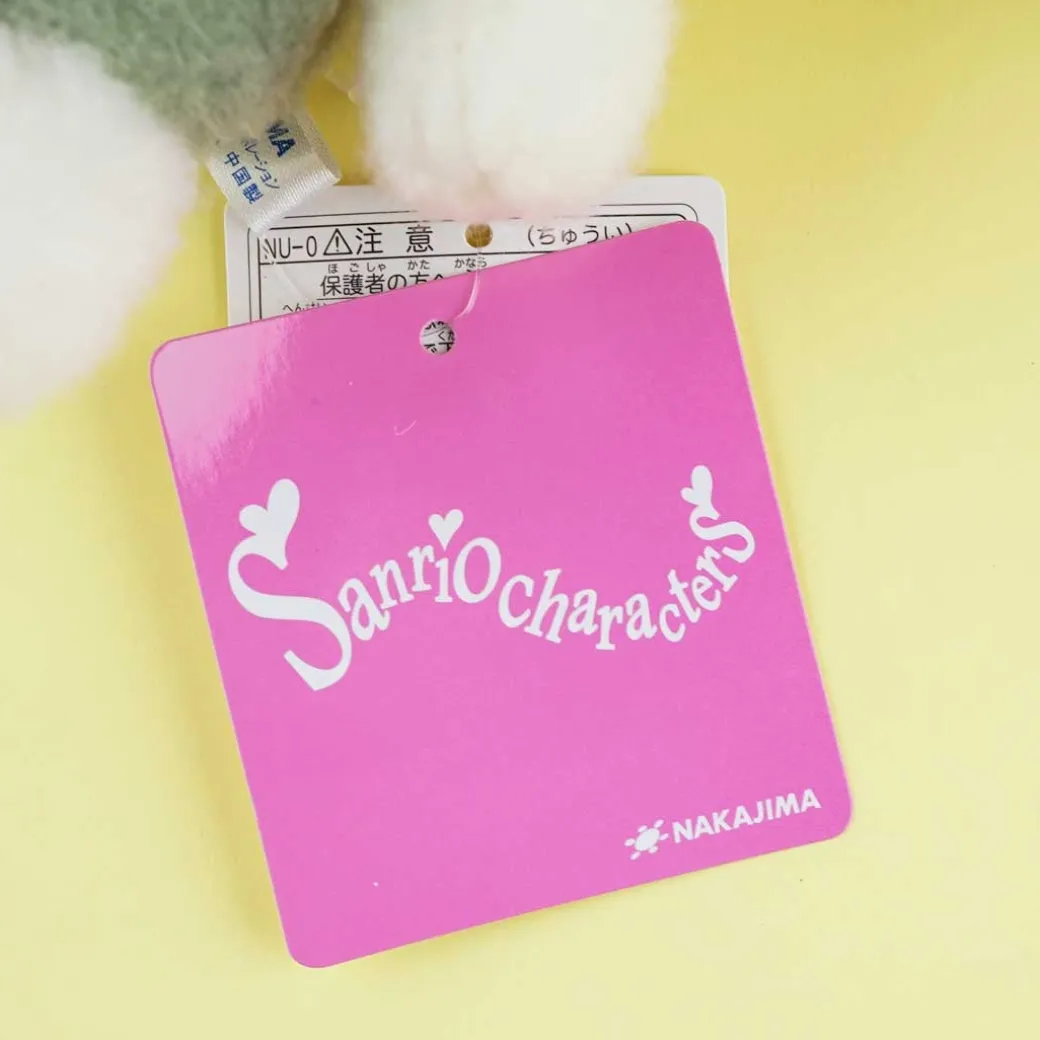 レーション
中国製
NU-0 ⚠ 注 意 (ちゅうい)
ほごしゃ かた かなら
保護者の方へ
Sanrio characters
NAKAJIMA